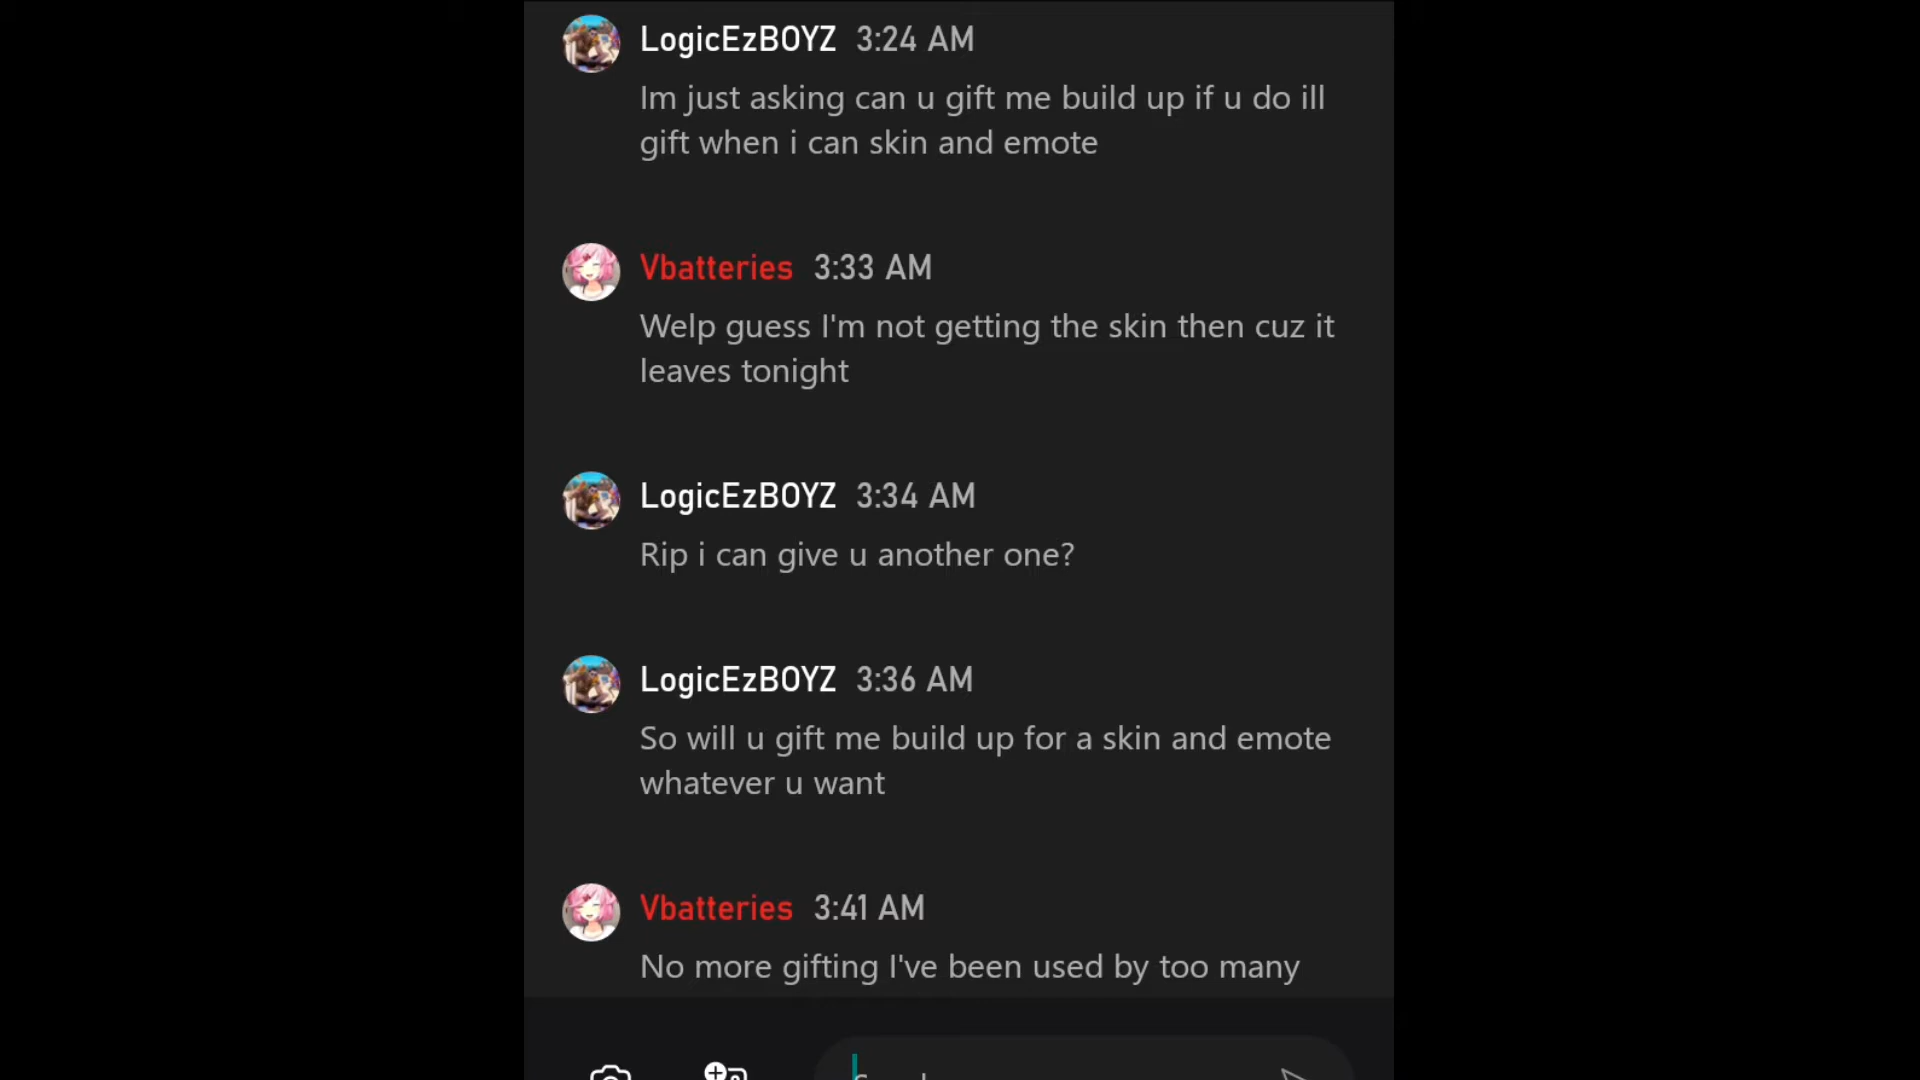 LogicEzBOYZ 3:24 AM
Im just asking can u gift me build up if u do ill
gift when i can skin and emote
Vbatteries 3:33 AM
Welp guess I'm not getting the skin then cuz it
leaves tonight
LogicEzBOYZ 3:34 AM
Rip i can give u another one?
LogicEzBOYZ 3:36 AM
So will u gift me build up for a skin and emote
whatever u want
Vbatteries 3:41 AM
No more gifting I've been used by too many